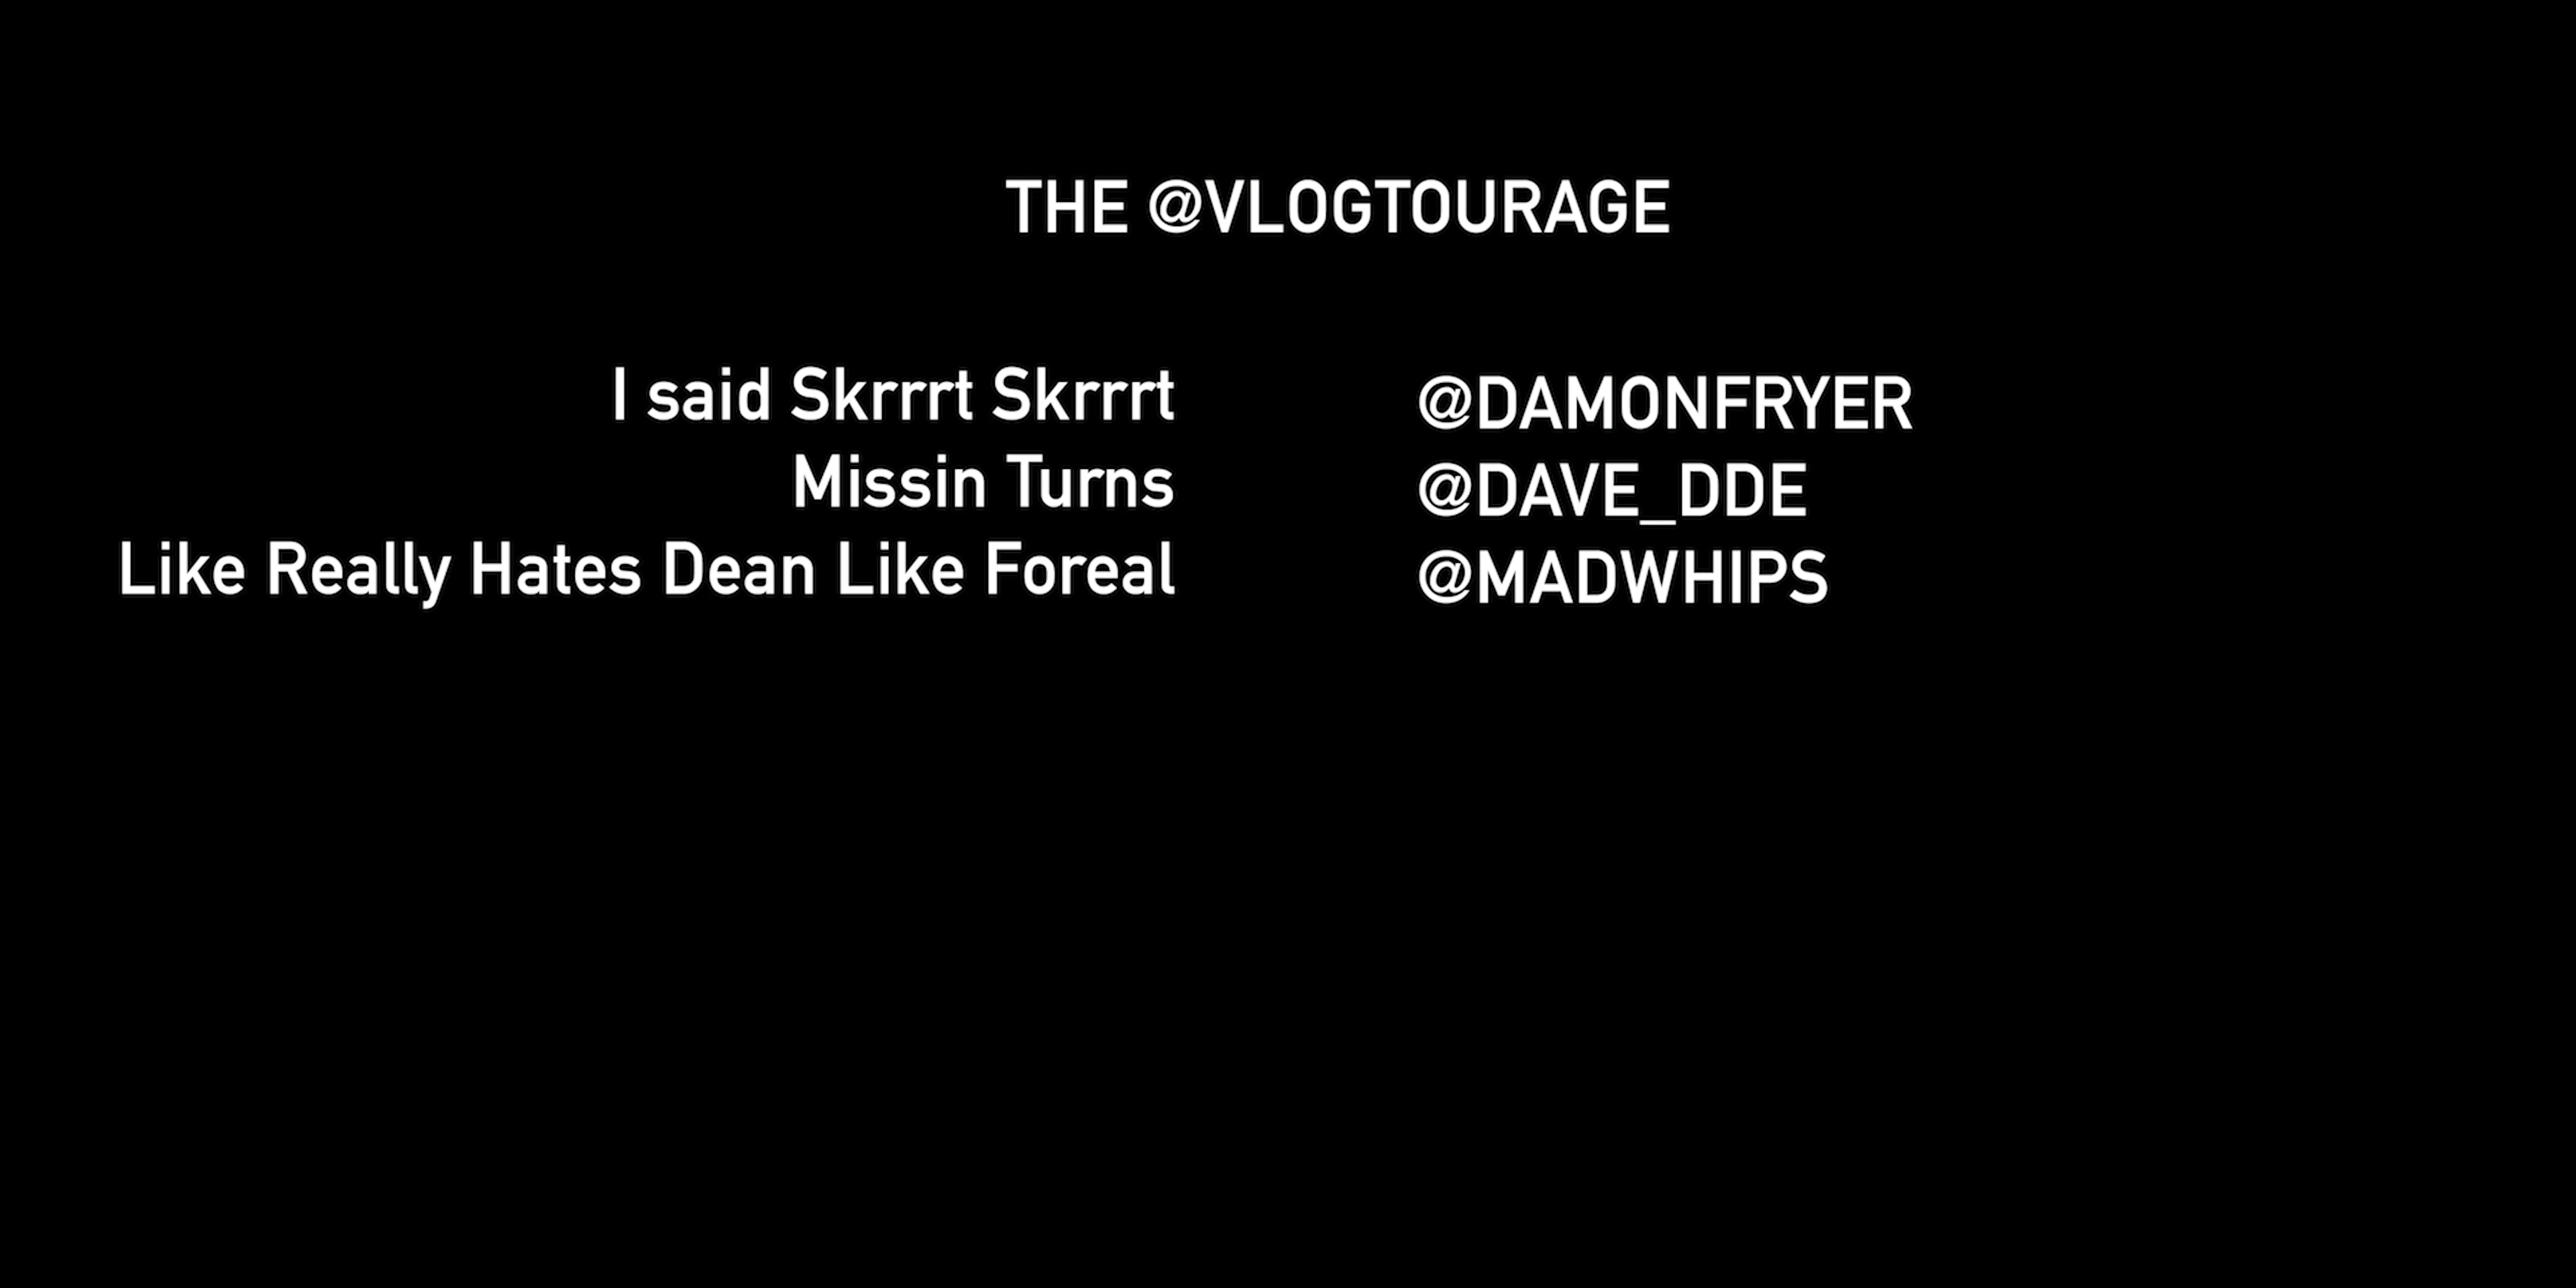 THE @VLOGTOURAGE
I said Skrrrt Skrrrt @DAMONFRYER
Missin Turns @DAVE_DDE
Like Really Hates Dean Like Foreal @MADWHIPS